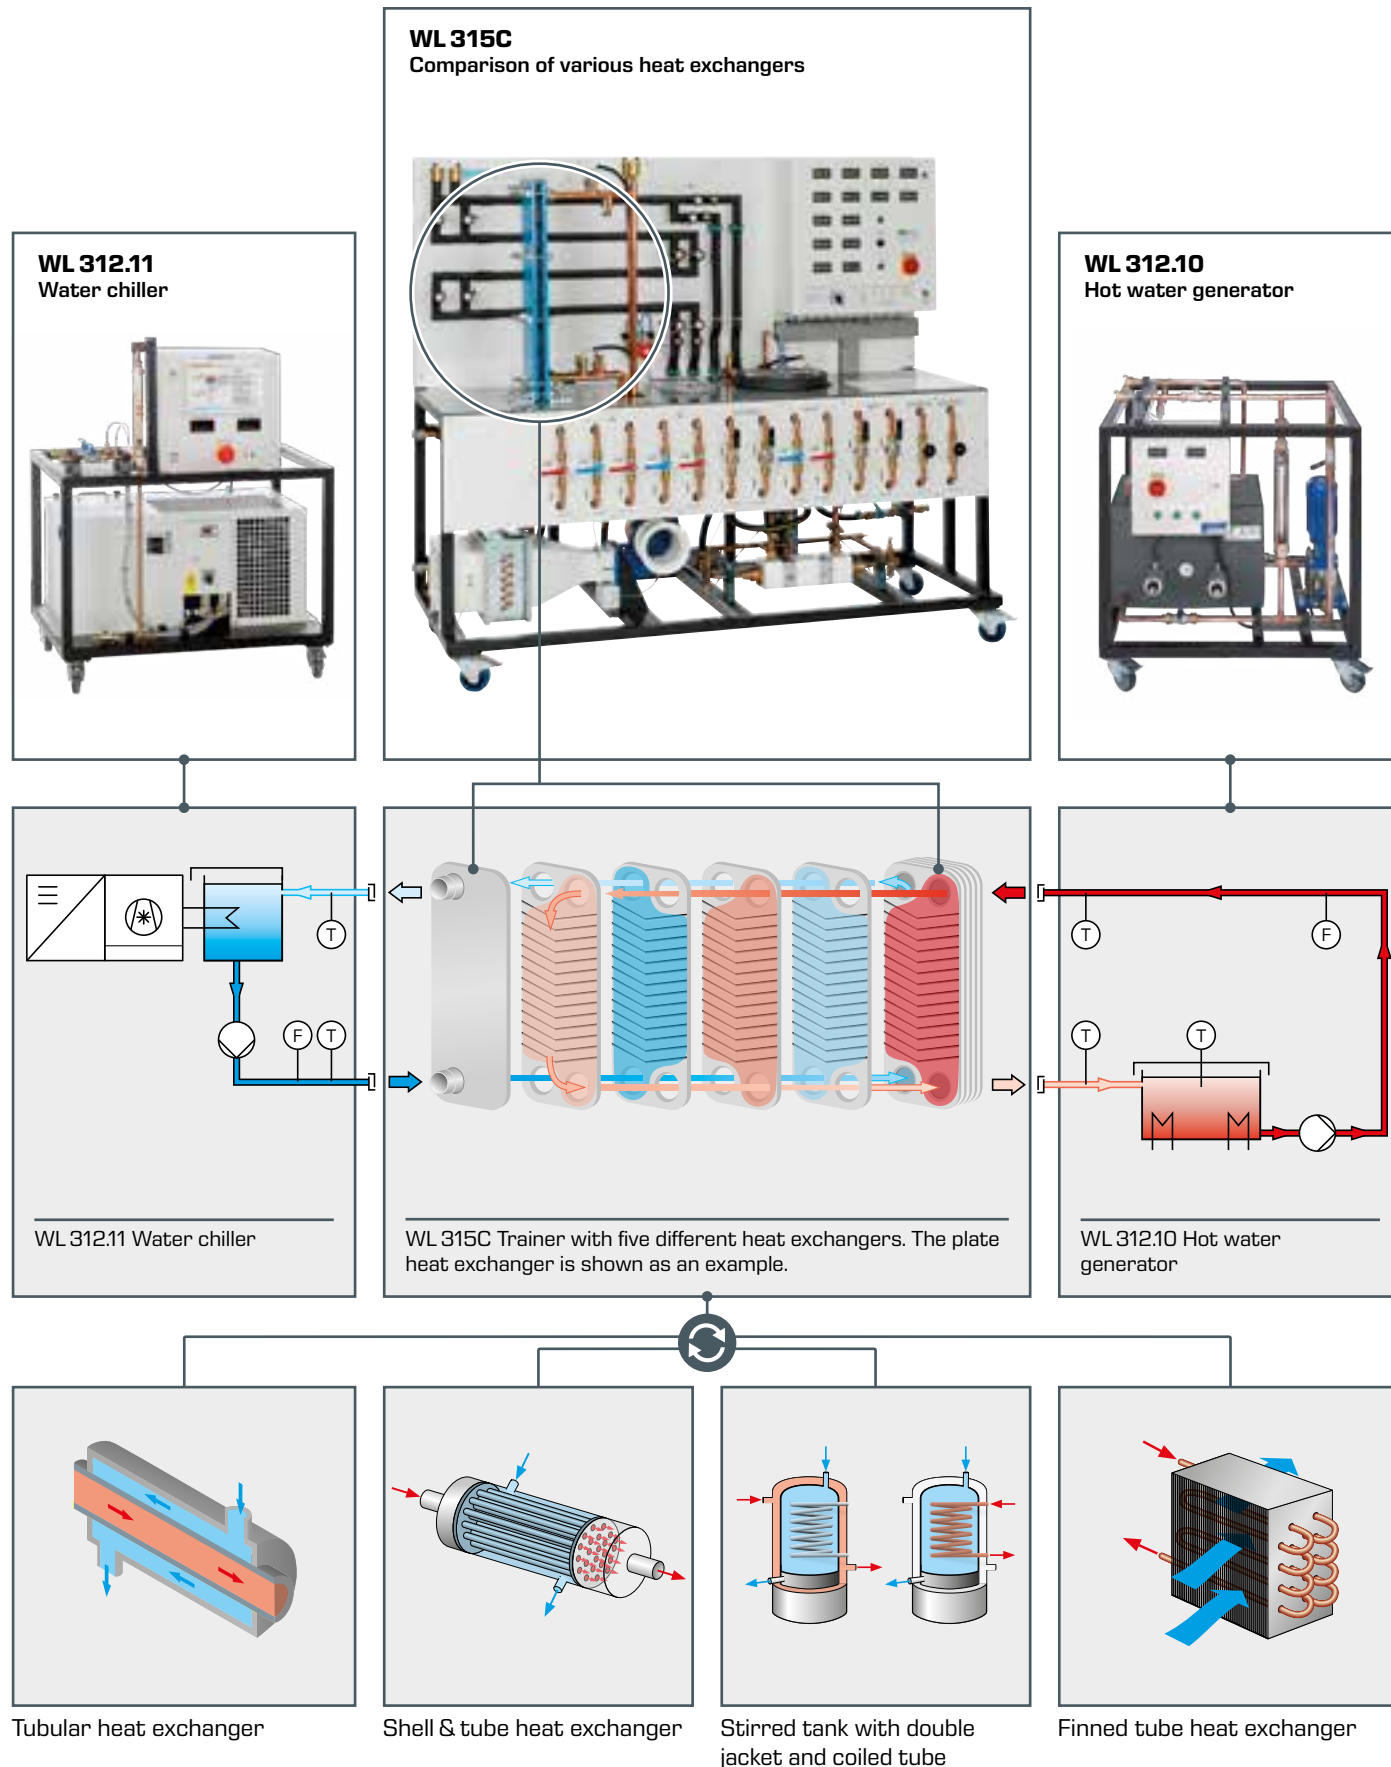 WL 315C
Comparison of various heat exchangers
WL 312.11
Water chiller
WL 312.10
Hot water generator
T
F
T
T
F
T
T
WL 312.11 Water chiller
WL 315C Trainer with five different heat exchangers. The plate
heat exchanger is shown as an example.
WL 312.10 Hot water
generator
Tubular heat exchanger
Shell & tube heat exchanger
Stirred tank with double
jacket and coiled tube
Finned tube heat exchanger